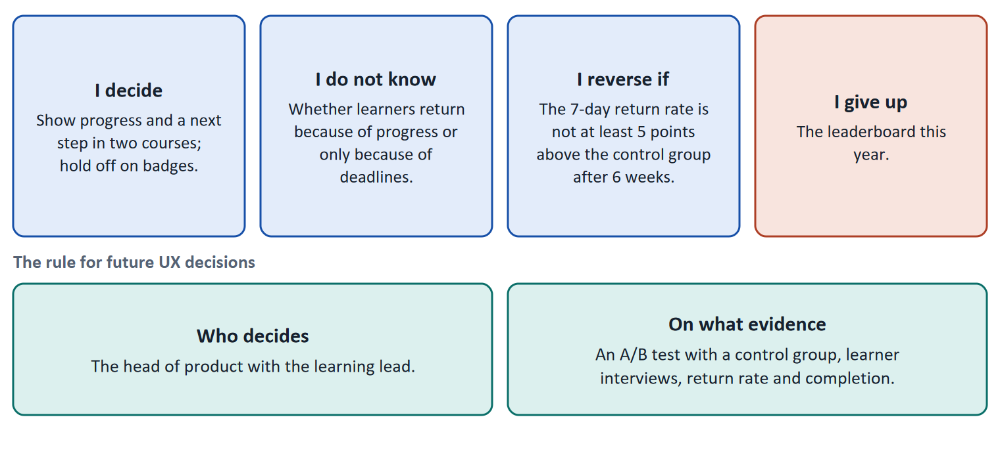 I decide
Show progress and a next
step in two courses;
hold off on badges.
I do not know
Whether learners return
because of progress or
only because of
deadlines.
I reverse if
The 7-day return rate is
not at least 5 points
above the control group
after 6 weeks.
I give up
The leaderboard this
year.
The rule for future UX decisions
Who decides
The head of product with the learning lead.
On what evidence
An A/B test with a control group, learner
interviews, return rate and completion.